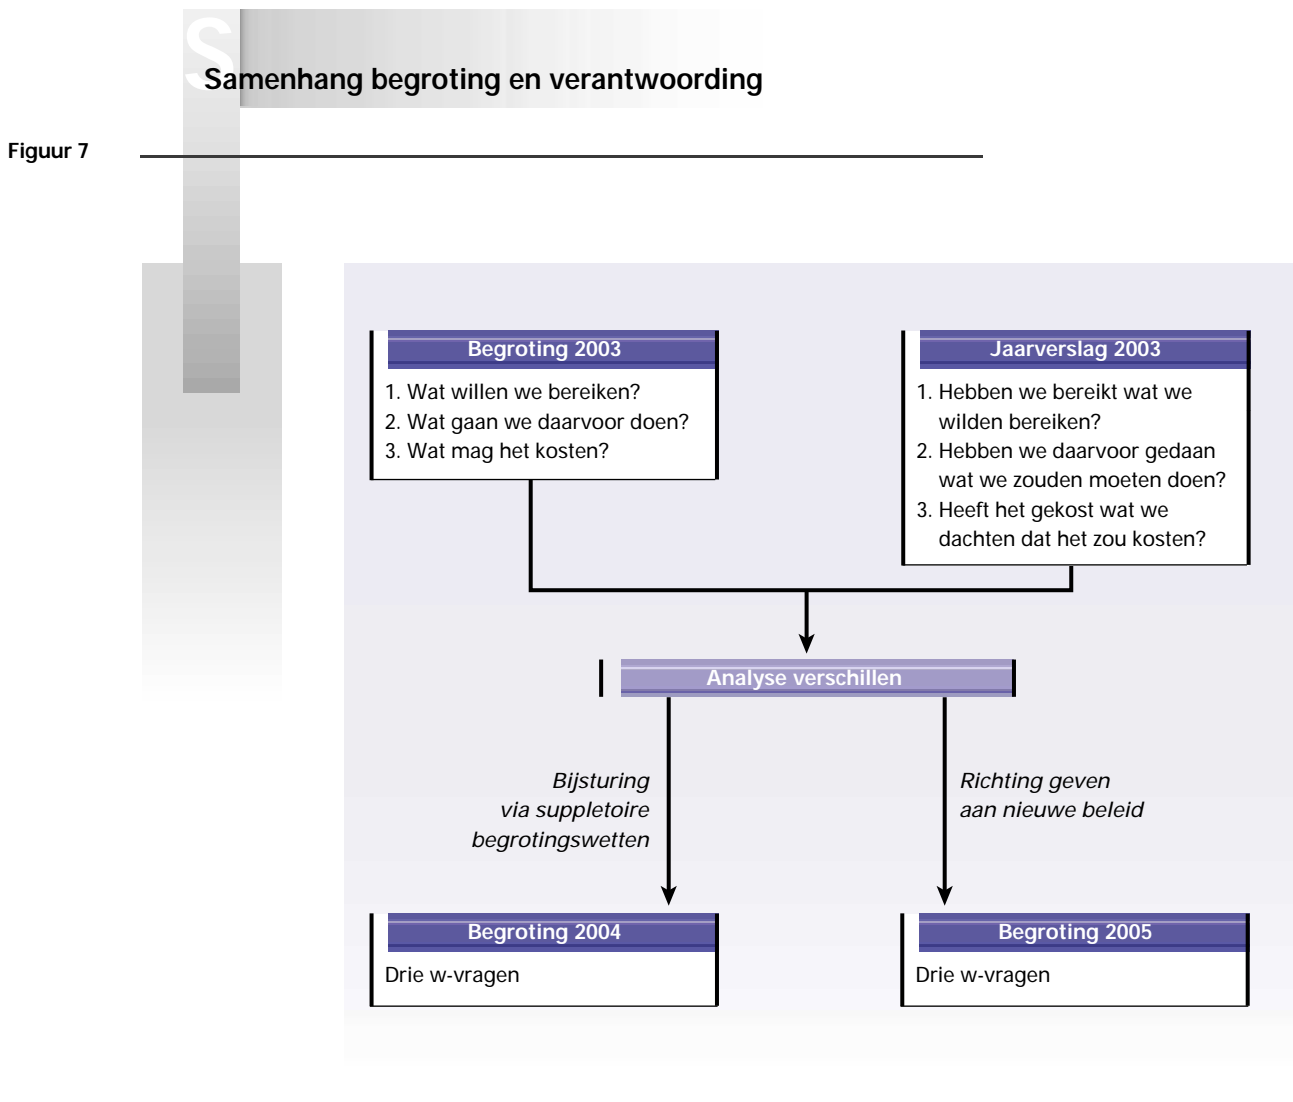 S
Samenhang begroting en verantwoording
Figuur 7
Begroting 2003
1. Wat willen we bereiken?
2. Wat gaan we daarvoor doen?
3. Wat mag het kosten?
Jaarverslag 2003
1. Hebben we bereikt wat we
wilden bereiken?
2. Hebben we daarvoor gedaan
wat we zouden moeten doen?
3. Heeft het gekost wat we
dachten dat het zou kosten?
Analyse verschillen
Bijsturing
via suppletoire
begrotingswetten
Richting geven
aan nieuwe beleid
Begroting 2004
Drie w-vragen
Begroting 2005
Drie w-vragen